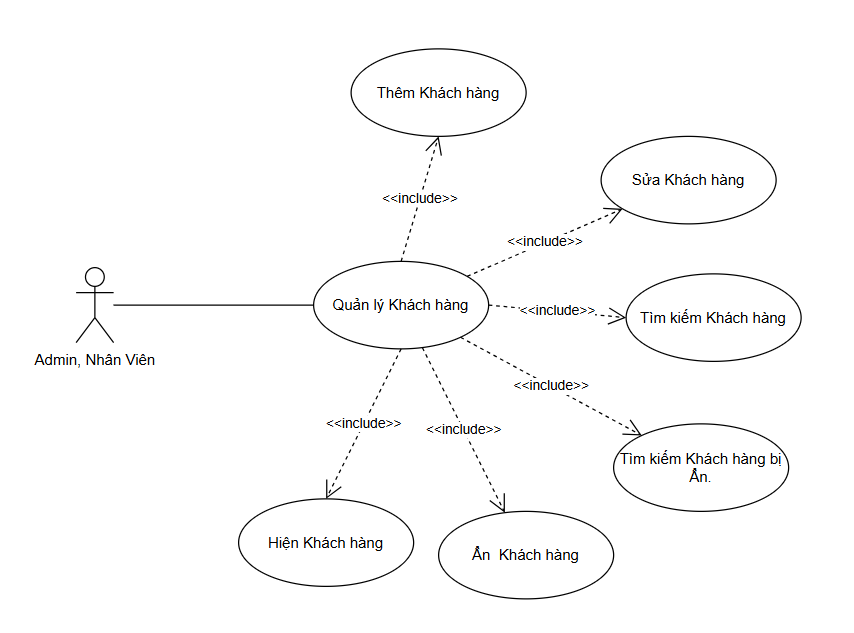 Thêm Khách hàng
<<include>>
Sửa Khách hàng
<<include>>
Quản lý Khách hàng
<<include>>
Tìm kiếm Khách hàng
Admin, Nhân Viên
<<include>>
<<include>>
<<include>>
Tìm kiếm Khách hàng bị
Ẩn.
Hiện Khách hàng
Ẩn  Khách hàng